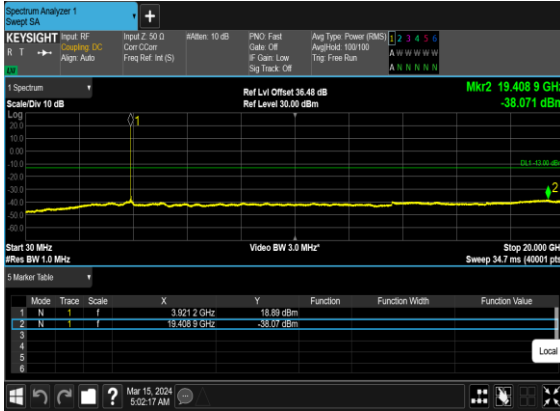 Spectrum Analyzer 1
Swept SA
+
KEYSIGHT Input: RF Input Z: 50 Ω #Atten: 10 dB PNO: Fast Avg Type: Power (RMS) 1 2 3 4 5 6
R T Coupling: DC Corr CCorr Gate: Off Avg|Hold: 100/100 A W W W W W
Align: Auto Freq Ref: Int (S) IF Gain: Low Trig: Free Run
Sig Track: Off A N N N N N
1 Spectrum Ref Lvl Offset 36.48 dB Mkr2 19.408 9 GHz
Scale/Div 10 dB Ref Level 30.00 dBm -38.071 dBm
Log
20.0
10.0
0.00
-10.0
-20.0
-30.0
-40.0
-50.0
-60.0
1
DL1 -13.00 dBm
2
Start 30 MHz Video BW 3.0 MHz* Stop 20.000 GHz
#Res BW 1.0 MHz Sweep 34.7 ms (40001 pts)
5 Marker Table
Mode Trace Scale X Y Function Function Width Function Value
1 N 1 f 3.921 2 GHz 18.89 dBm
2 N 1 f 19.408 9 GHz -38.07 dBm
3
4
5
6
Local
?
Mar 15, 2024
5:02:17 AM